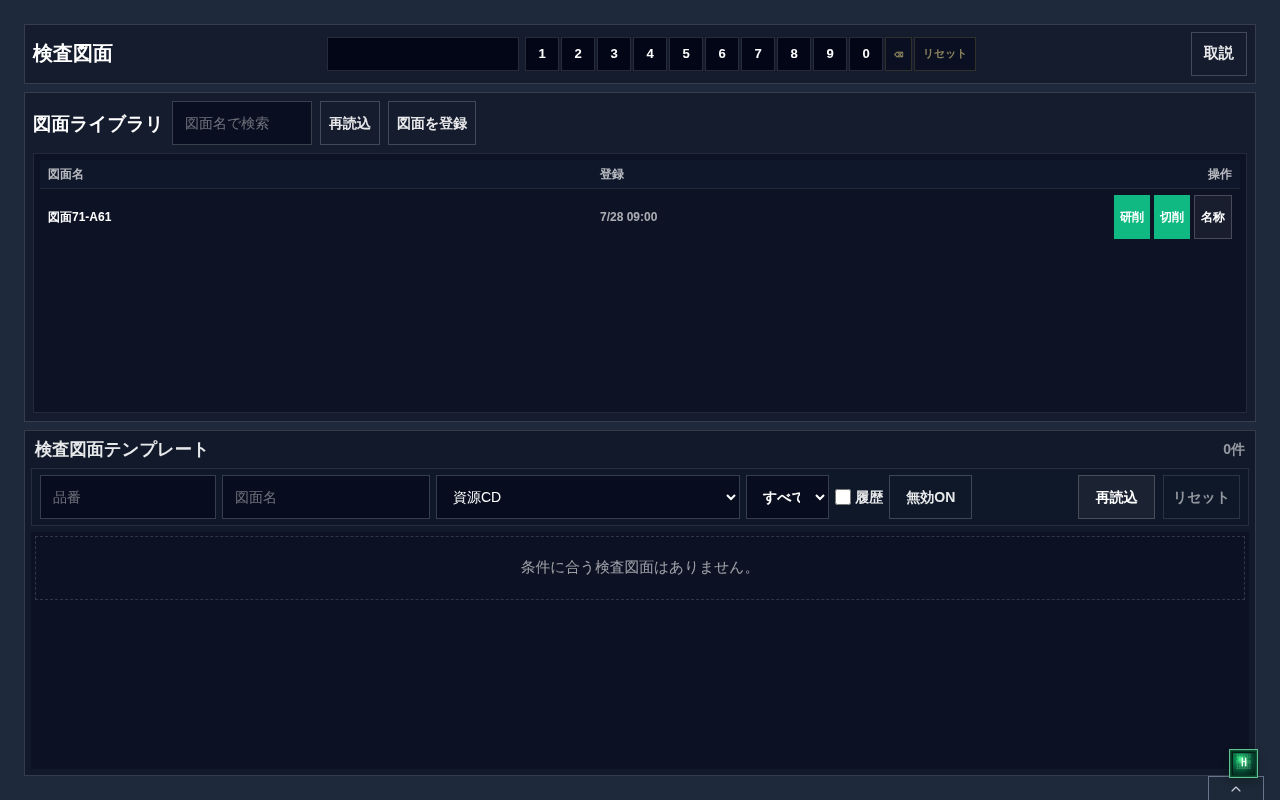 検査図面 1 2 3 4 5 6 7 8 9 0 ⌫ リセット 取説
図面ライブラリ 図面名で検索 再読込 図面を登録
図面名 登録 操作
図面71-A61 7/28 09:00 研削 切削 名称
検査図面テンプレート 0件
品番 図面名 資源CD すべて 履歴 無効ON 再読込 リセット
条件に合う検査図面はありません。
H